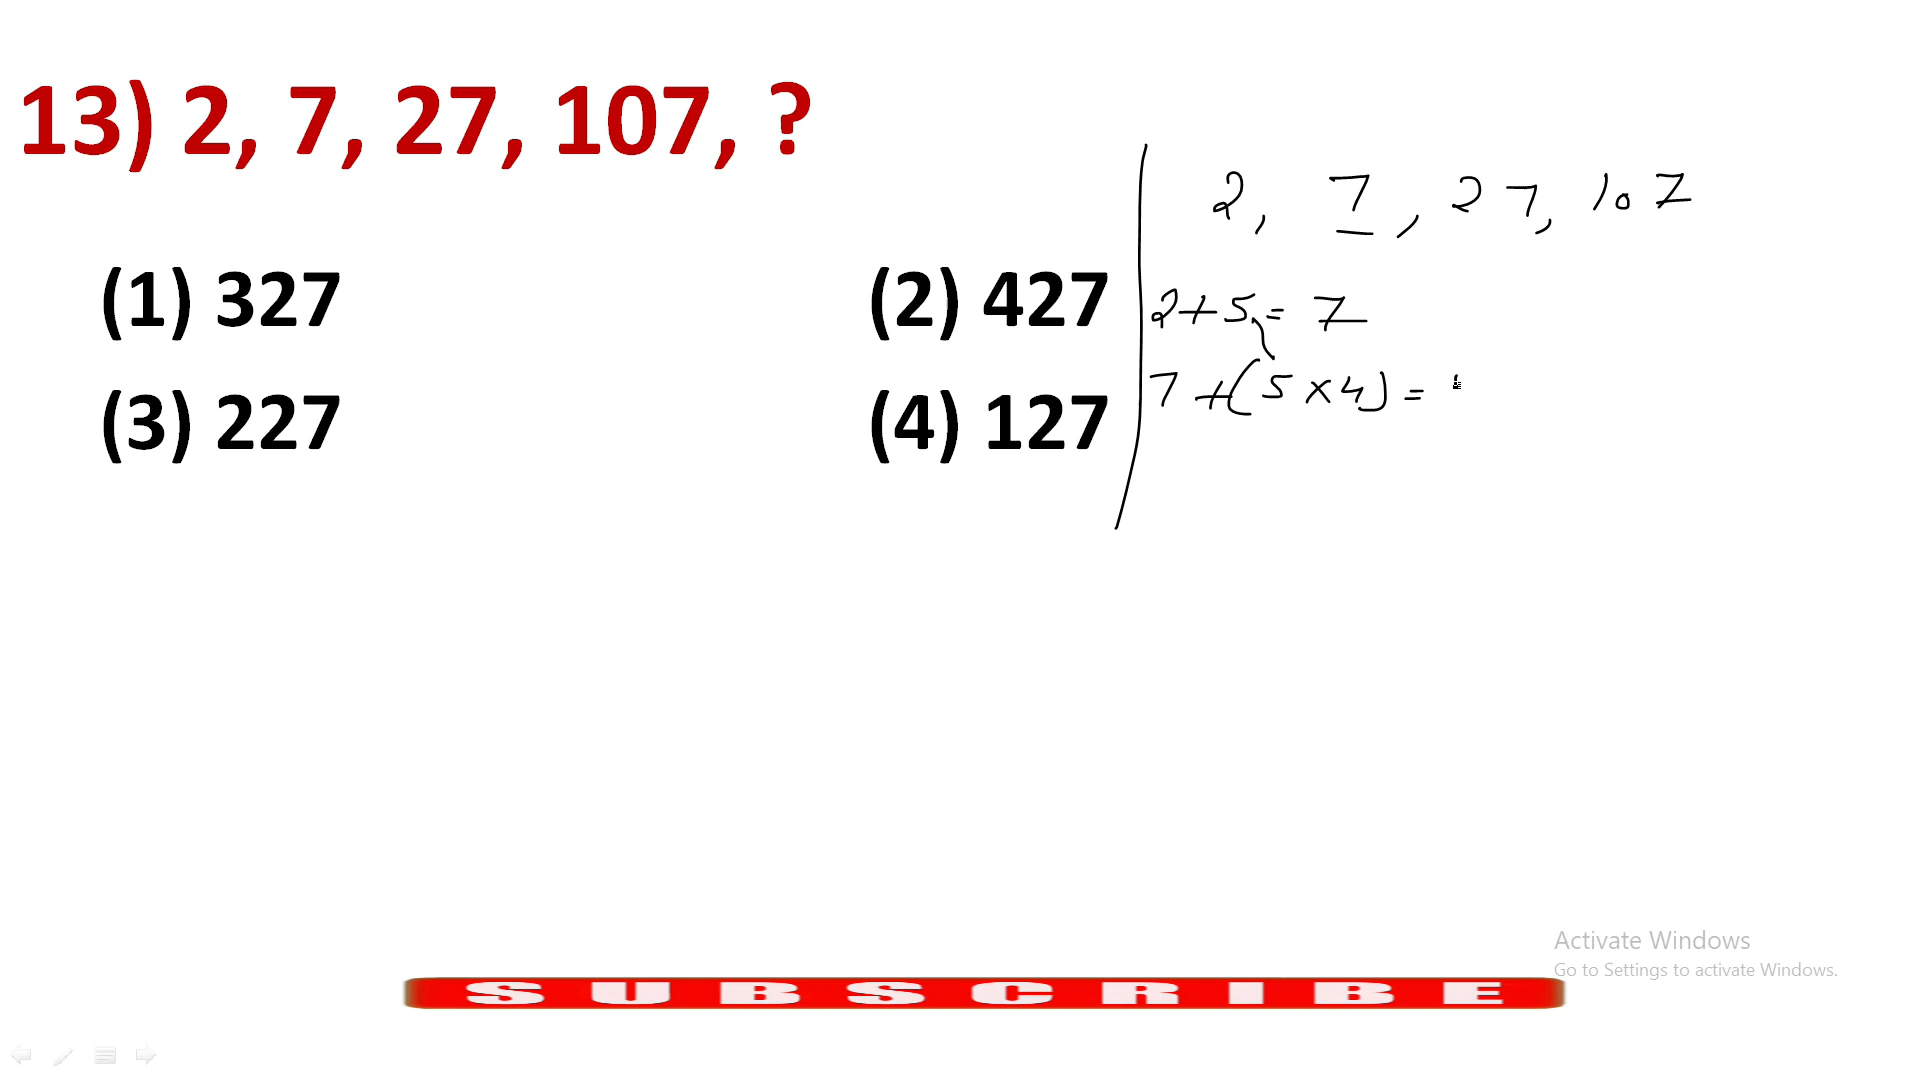 13) 2, 7, 27, 107, ?
(1) 327
(2) 427
(3) 227
(4) 127
2, 7, 27, 107
2+5 = 7
7+(5×4) =
SUBSCRIBE
Activate Windows
Go to Settings to activate Windows.